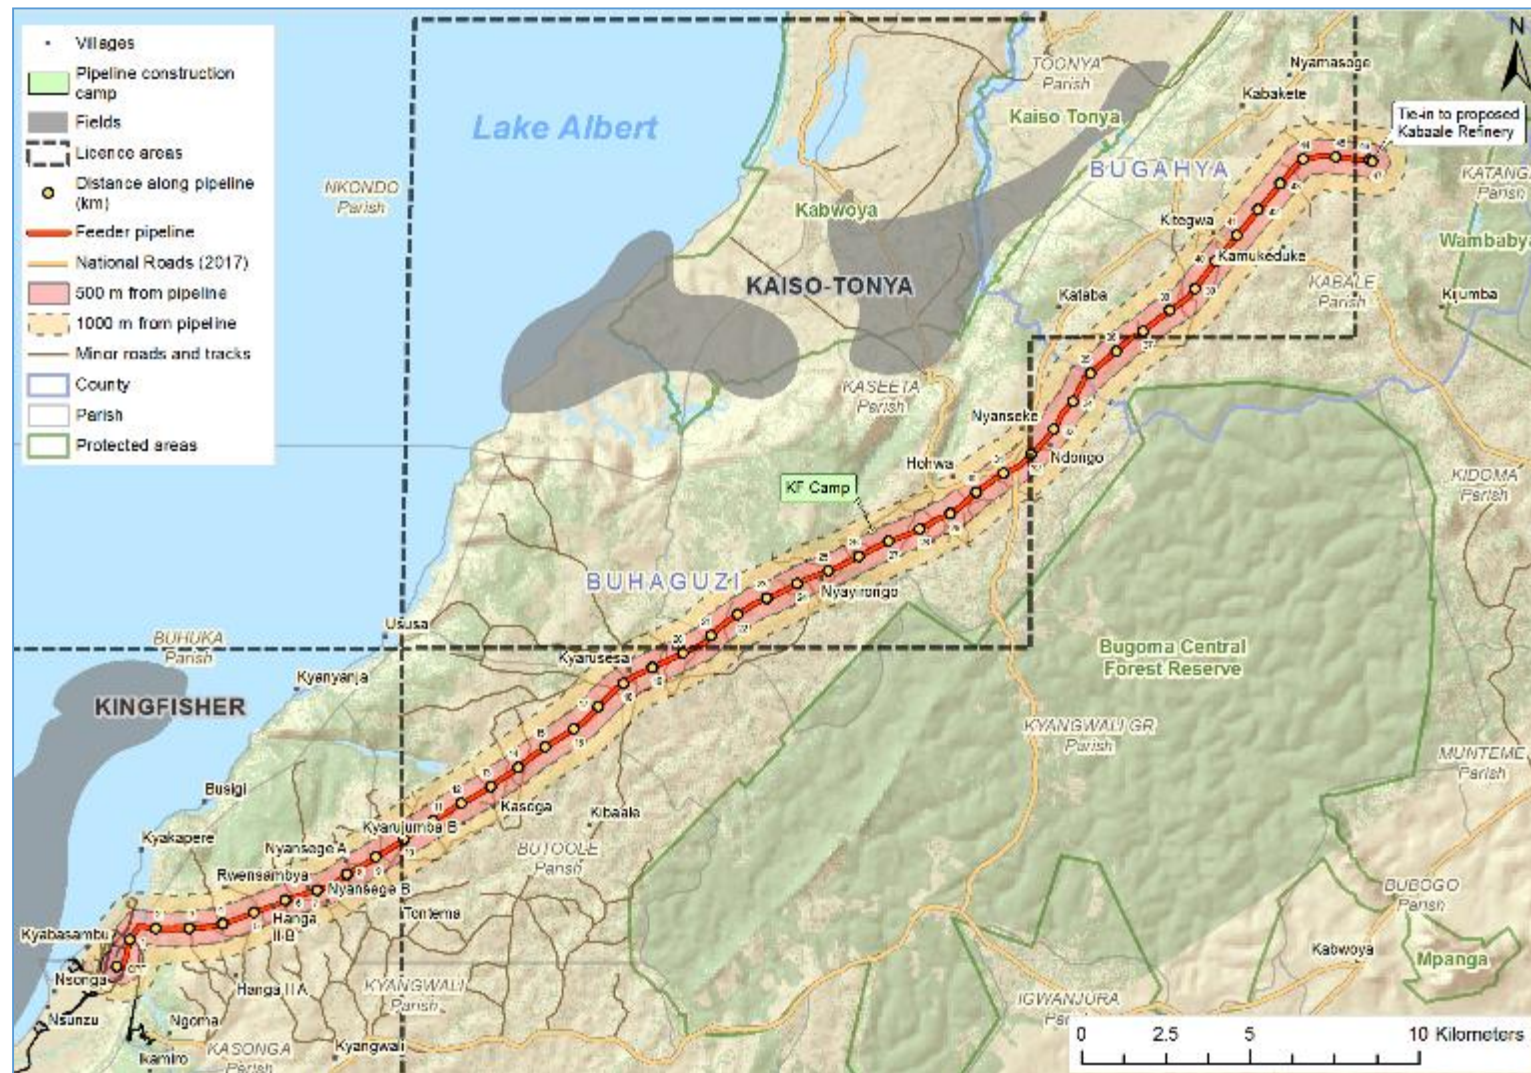 Villages
Pipeline construction
camp
Fields
Licence areas
Distance along pipeline
(km)
Feeder pipeline
National Roads (2017)
500 m from pipeline
1000 m from pipeline
Minor roads and tracks
County
Parish
Protected areas
N
Lake Albert
TOONYA
Parish
Nyamasoge
Kabakete
Kaiso Tonya
Tie-in to proposed
Kabaale Refinery
BUGAHYA
NKONDO
Parish
Kabwoya
Kitegwa
Wambabya
Kamukeduke
KAISO-TONYA
KABALE
Parish
Kijumba
Kataba
KASEETA
Parish
Nyanseke
Ndongo
Hohwa
KIDOMA
Parish
KF Camp
BUHAGUZI
Nyayirongo
Ususa
BUHUKA
Parish
Kyarusesa
Bugoma Central
Forest Reserve
Kyenyanja
KINGFISHER
KYANGWALI GR
Parish
MUNTEME
Parish
Busigi
Kasoga
Kibaale
Kyarujumba B
Kyakapere
Nyansege A
BUTOOLE
Parish
Rwensambya
Nyansege B
BUBOGO
Parish
Hanga
II B
Tontema
Kyabasambu
Kabwoya
Mpanga
Nsonga
Hanga II A
KYANGWALI
Parish
Nsunzu
Ngoma
IGWANJURA
Ikamiro
KASONGA
Parish
Kyangwali
0 2.5 5 10 Kilometers